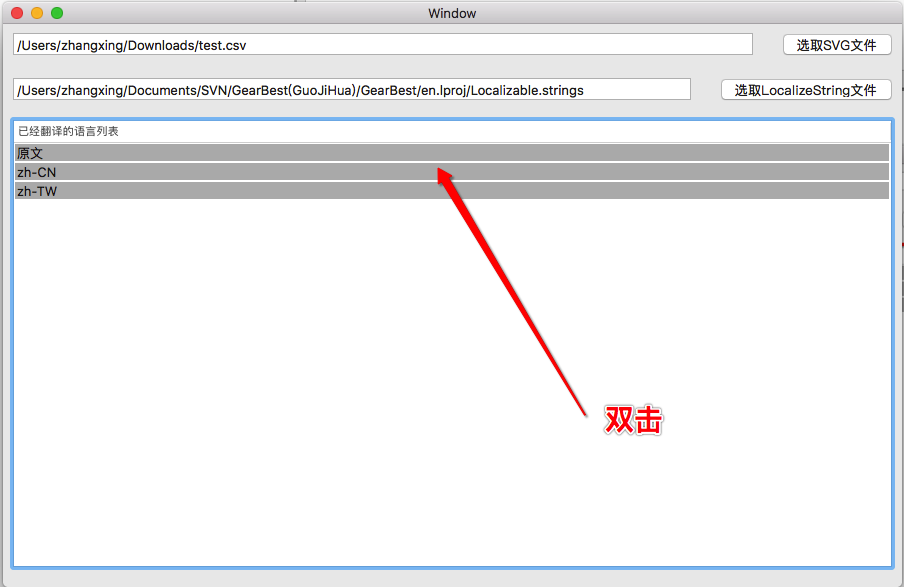 Window
/Users/zhangxing/Downloads/test.csv 选取SVG文件
/Users/zhangxing/Documents/SVN/GearBest(GuoJiHua)/GearBest/en.lproj/Localizable.strings 选取LocalizeString文件
已经翻译的语言列表
原文
zh-CN
zh-TW
双击